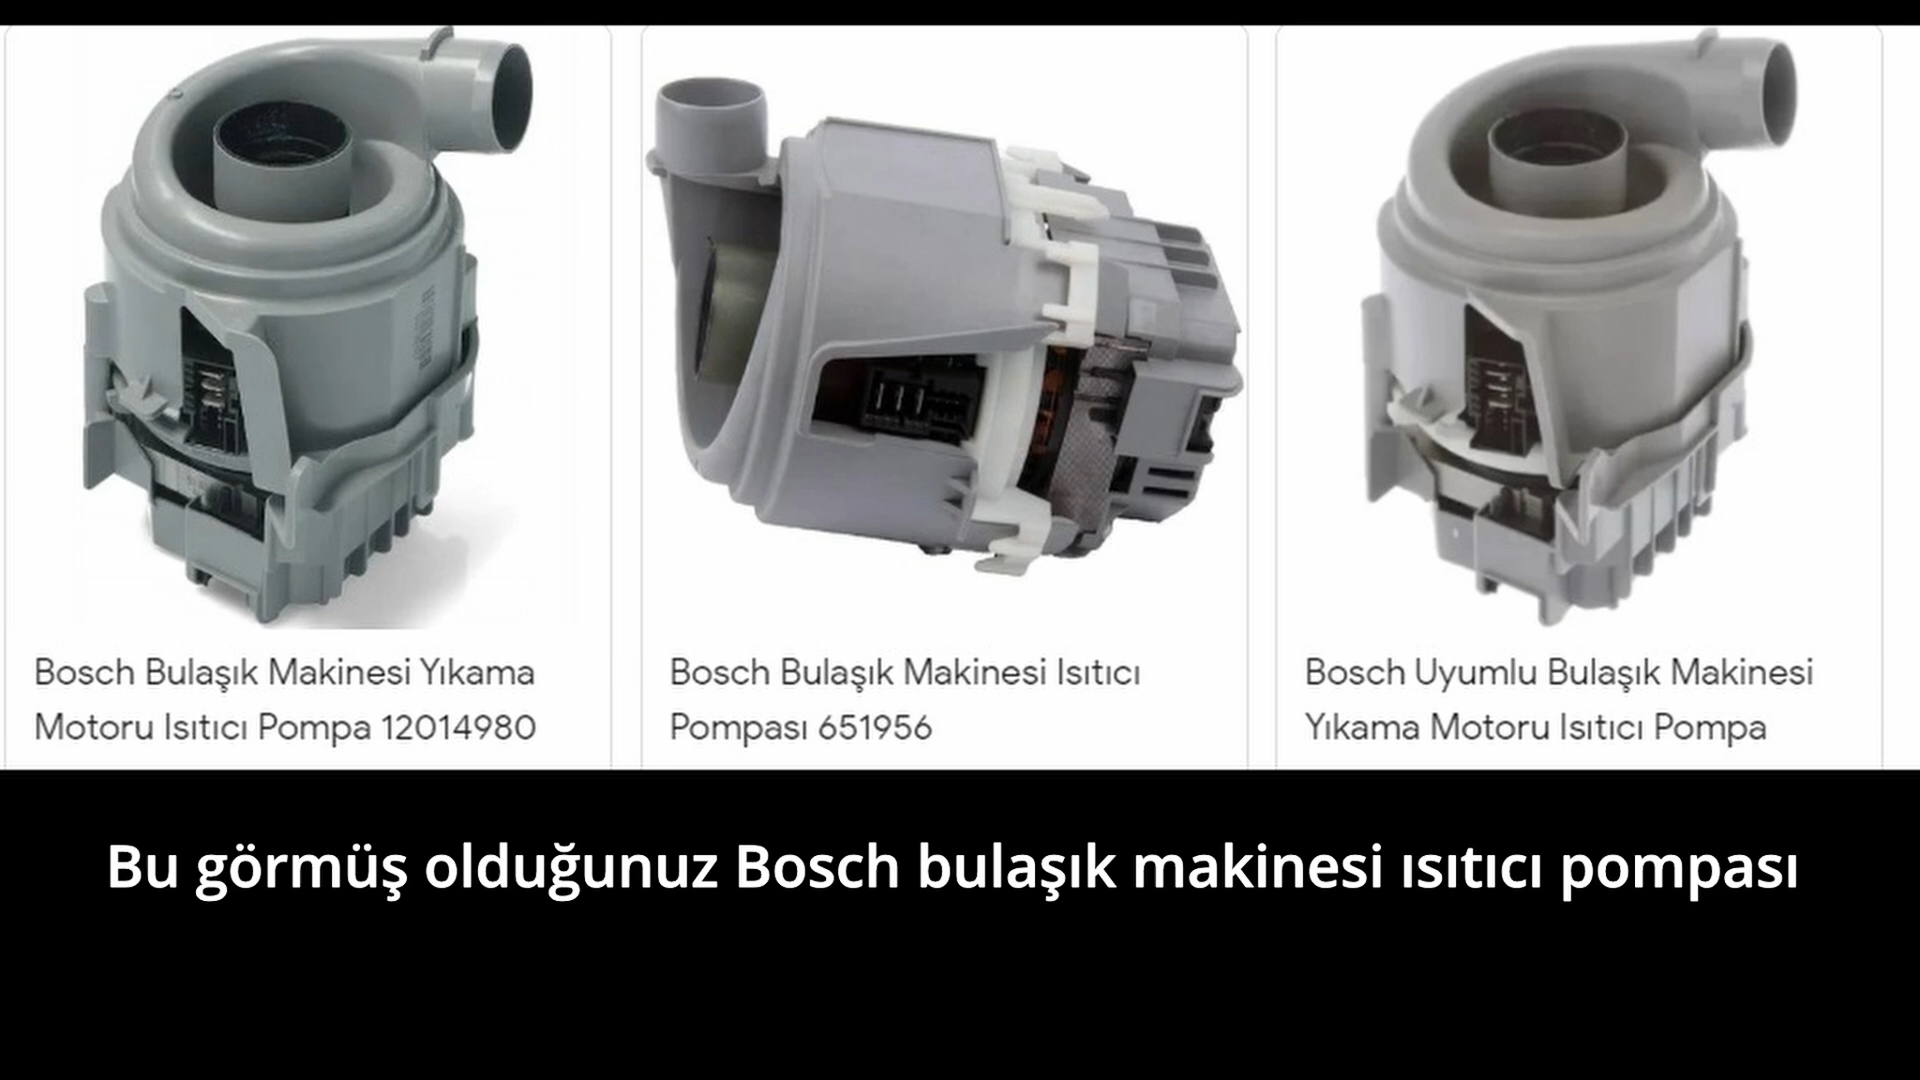 Bosch Bulaşık Makinesi Yıkama
Motoru Isıtıcı Pompa 12014980
Bosch Bulaşık Makinesi Isıtıcı
Pompası 651956
Bosch Uyumlu Bulaşık Makinesi
Yıkama Motoru Isıtıcı Pompa
Bu görmüş olduğunuz Bosch bulaşık makinesi ısıtıcı pompası